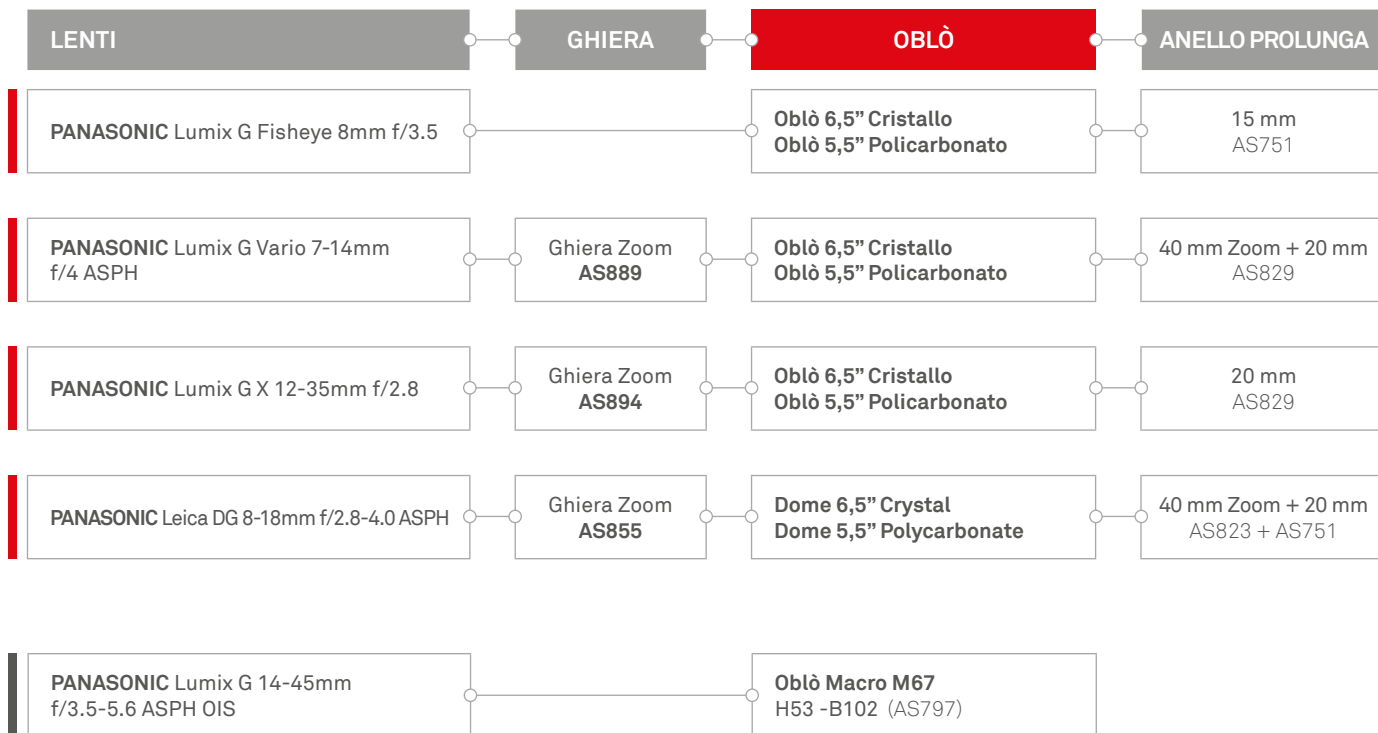 LENTI
GHIERA
OBLÒ
ANELLO PROLUNGA
PANASONIC Lumix G Fisheye 8mm f/3.5
Oblò 6,5” Cristallo
Oblò 5,5” Policarbonato
15 mm
AS751
PANASONIC Lumix G Vario 7-14mm
f/4 ASPH
Ghiera Zoom
AS889
Oblò 6,5” Cristallo
Oblò 5,5” Policarbonato
40 mm Zoom + 20 mm
AS829
PANASONIC Lumix G X 12-35mm f/2.8
Ghiera Zoom
AS894
Oblò 6,5” Cristallo
Oblò 5,5” Policarbonato
20 mm
AS829
PANASONIC Leica DG 8-18mm f/2.8-4.0 ASPH
Ghiera Zoom
AS855
Dome 6,5” Crystal
Dome 5,5” Polycarbonate
40 mm Zoom + 20 mm
AS823 + AS751
PANASONIC Lumix G 14-45mm
f/3.5-5.6 ASPH OIS
Oblò Macro M67
H53 -B102 (AS797)